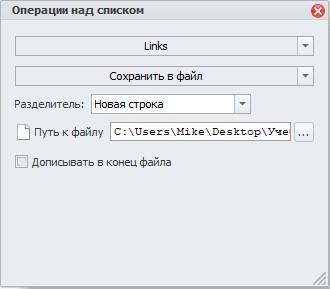 Операции над списком
Links
Сохранить в файл
Разделитель: Новая строка
Путь к файлу C:\Users\Mike\Desktop\Уче ...
Дописывать в конец файла